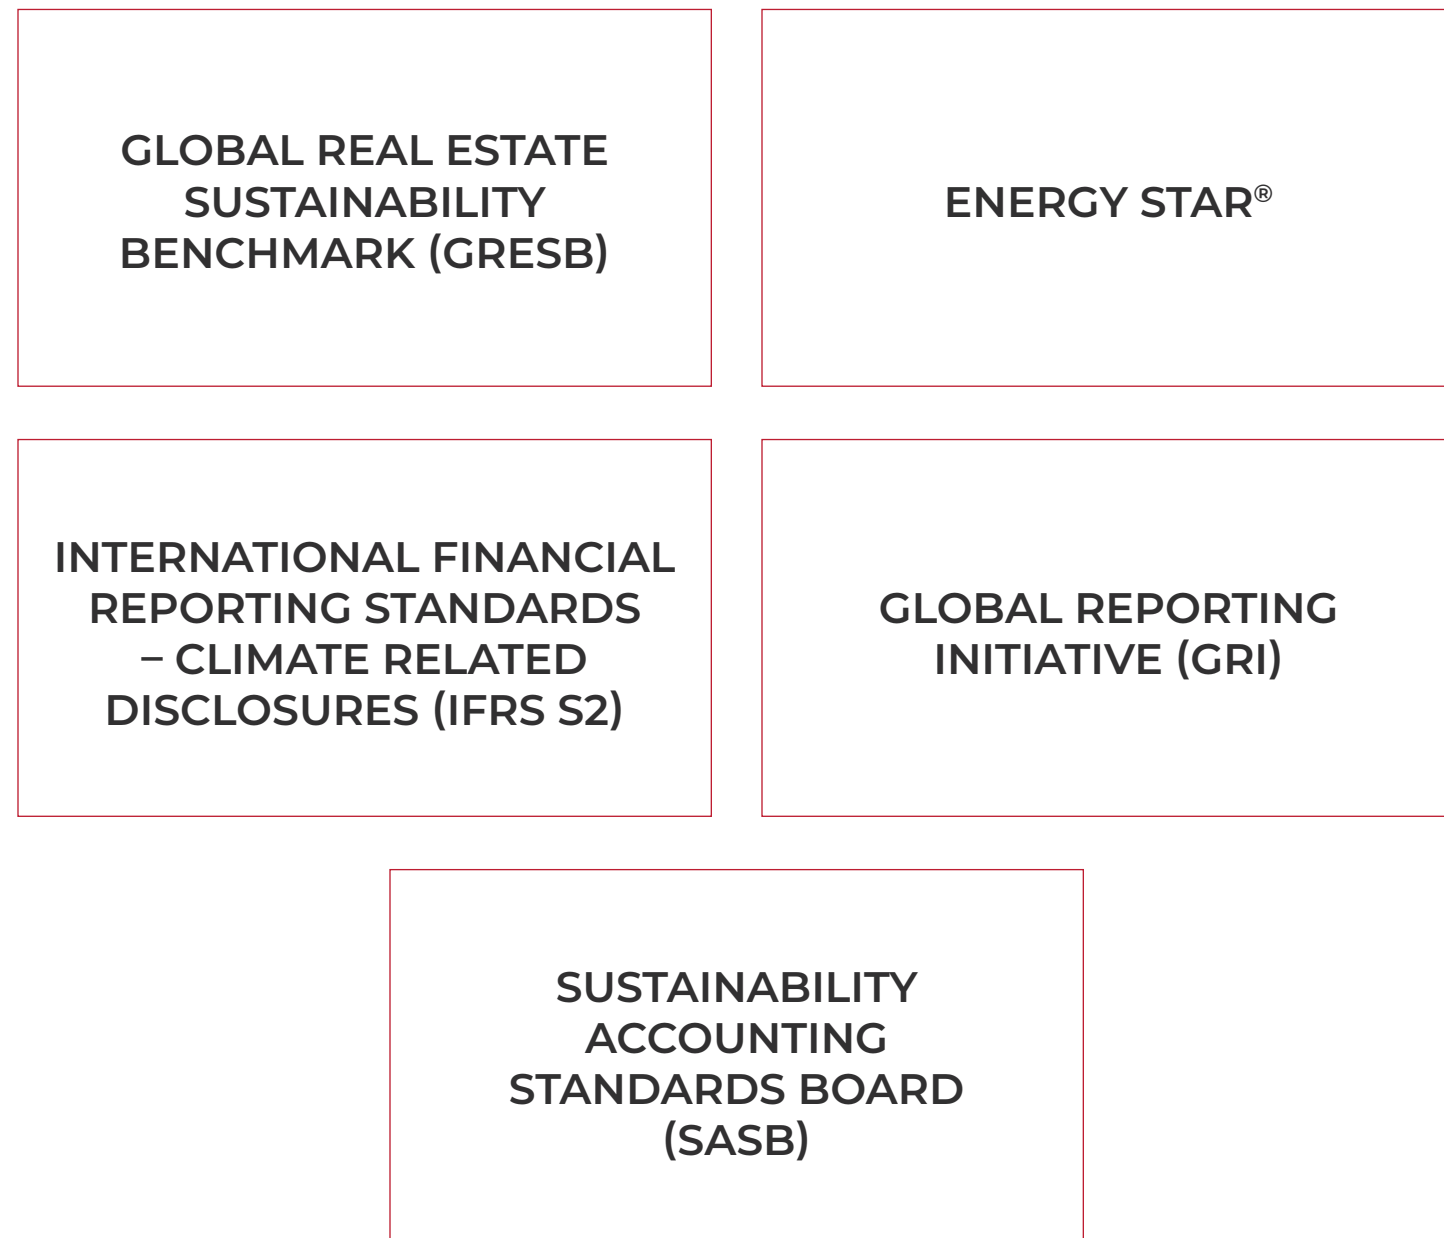 GLOBAL REAL ESTATE
SUSTAINABILITY
BENCHMARK (GRESB)
ENERGY STAR®
INTERNATIONAL FINANCIAL
REPORTING STANDARDS
– CLIMATE RELATED
DISCLOSURES (IFRS S2)
GLOBAL REPORTING
INITIATIVE (GRI)
SUSTAINABILITY
ACCOUNTING
STANDARDS BOARD
(SASB)